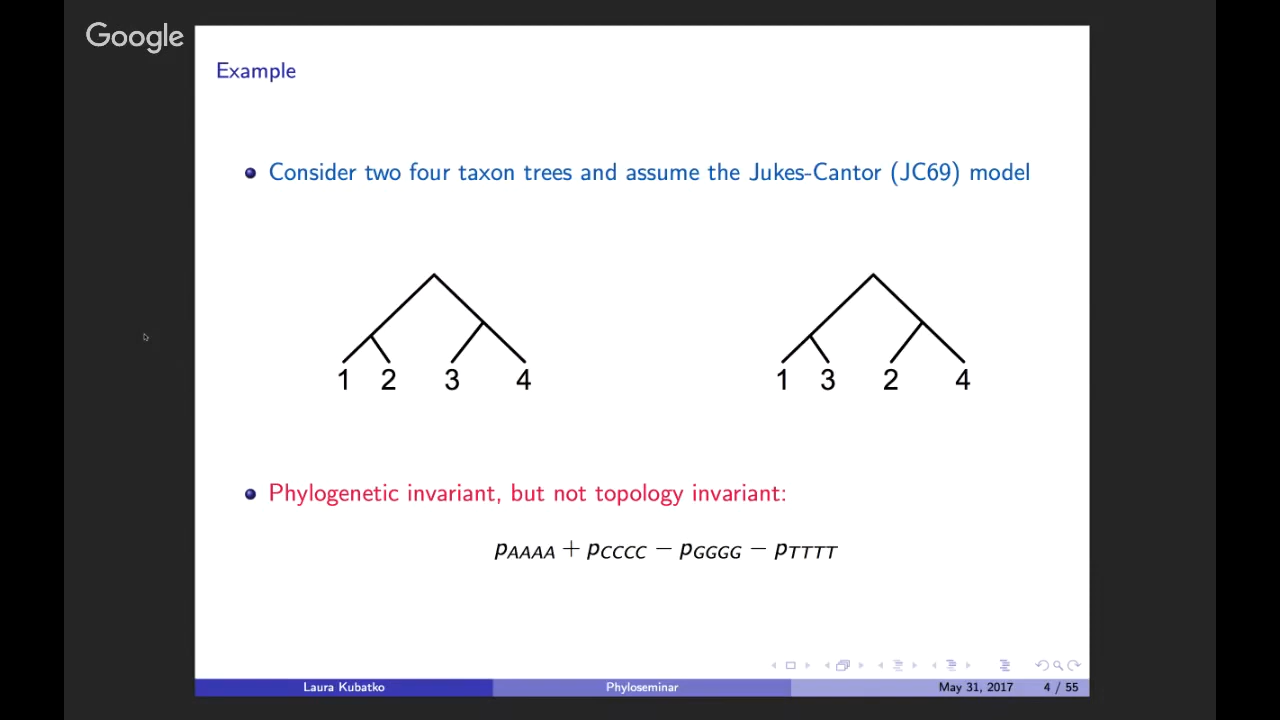 Google
Example
Consider two four taxon trees and assume the Jukes-Cantor (JC69) model
1 2 3 4
1 3 2 4
Phylogenetic invariant, but not topology invariant:
pAAAA + pCCCC − pGGGG − pTTTT
Laura Kubatko Phyloseminar May 31, 2017 4 / 55